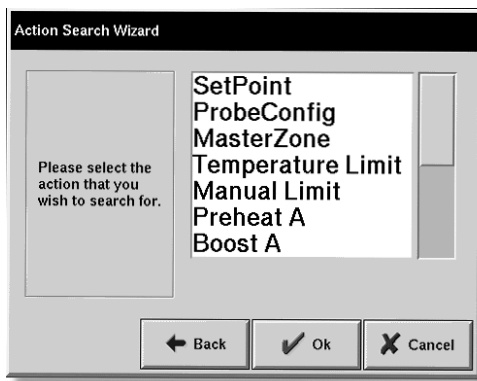 Action Search Wizard
Please select the
action that you
wish to search for.
SetPoint
ProbeConfig
MasterZone
Temperature Limit
Manual Limit
Preheat A
Boost A
Back
Ok
Cancel